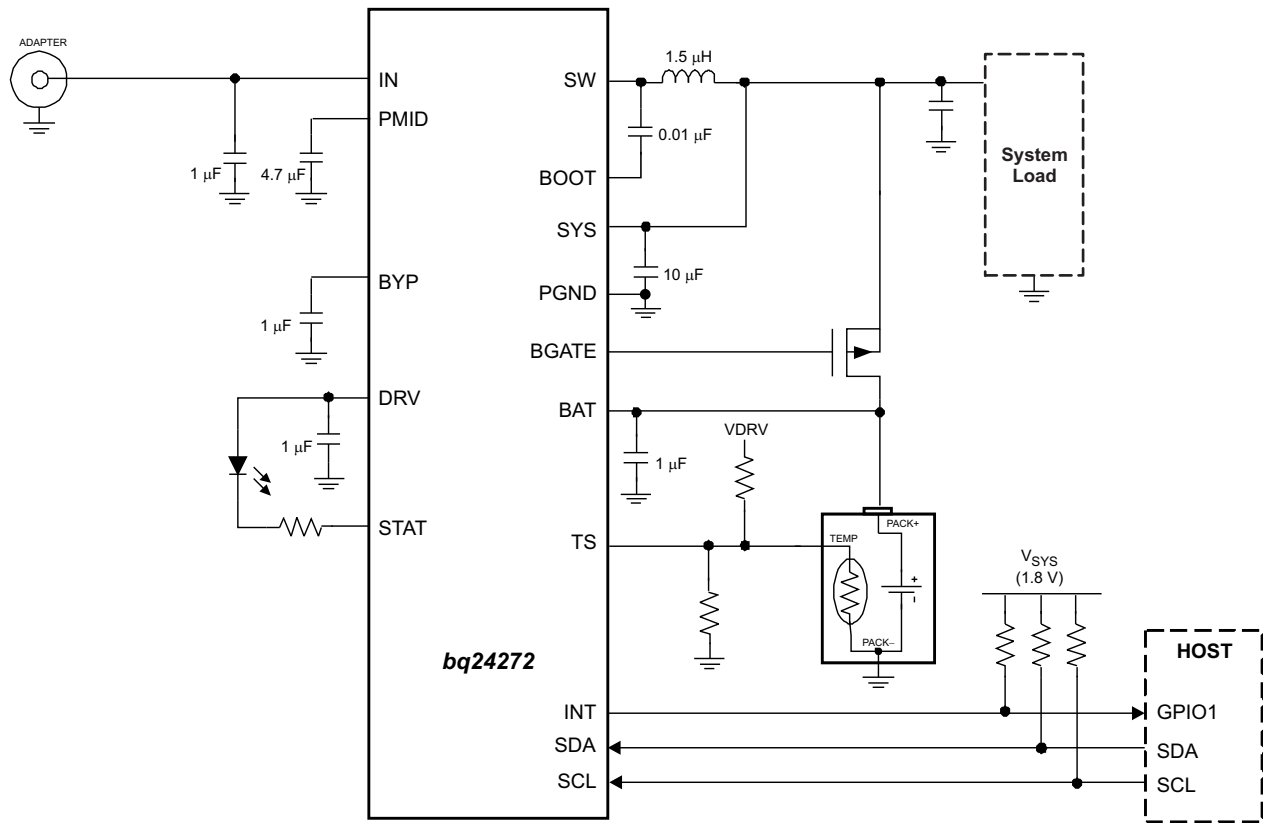 ADAPTER
IN
PMID
1 μF
4.7 μF
BYP
1 μF
DRV
1 μF
STAT
bq24272
SW
1.5 μH
0.01 μF
BOOT
SYS
10 μF
PGND
BGATE
BAT
1 μF
VDRV
TS
TEMP
PACK+
+
-
PACK–
System
Load
VSYS
(1.8 V)
HOST
INT
GPIO1
SDA
SDA
SCL
SCL